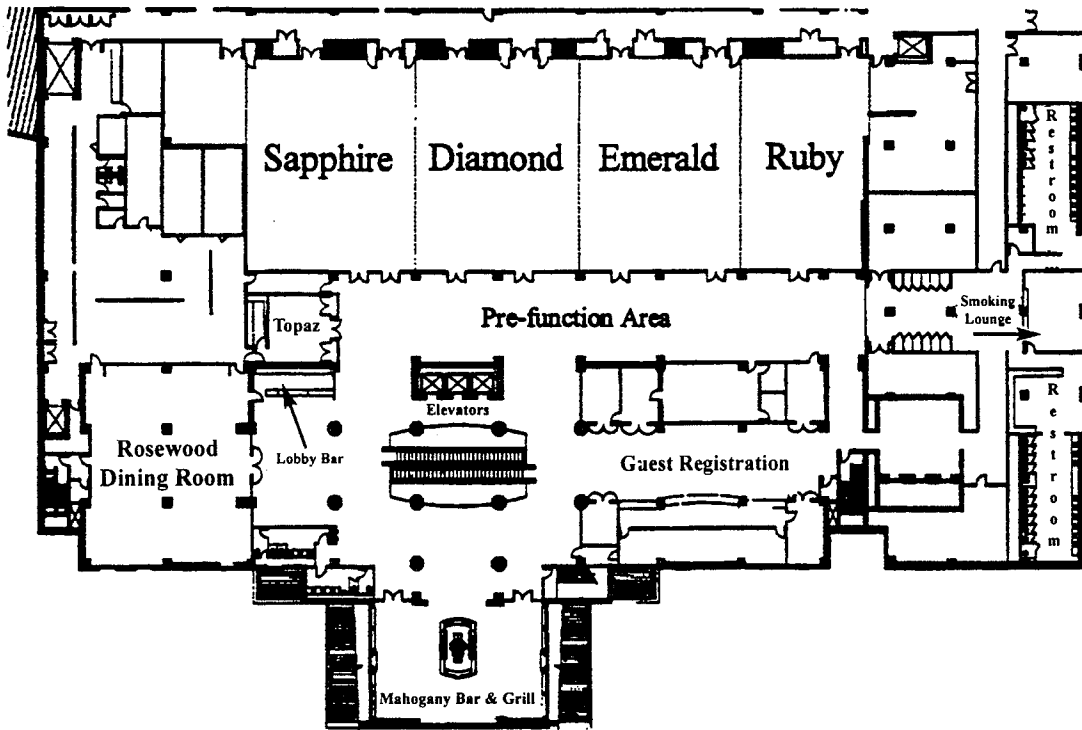 Sapphire
Diamond
Emerald
Ruby
Restroom
Topaz
Pre-function Area
Smoking
Lounge
Elevators
Rosewood
Dining Room
Lobby Bar
Guest Registration
Restroom
Mahogany Bar & Grill